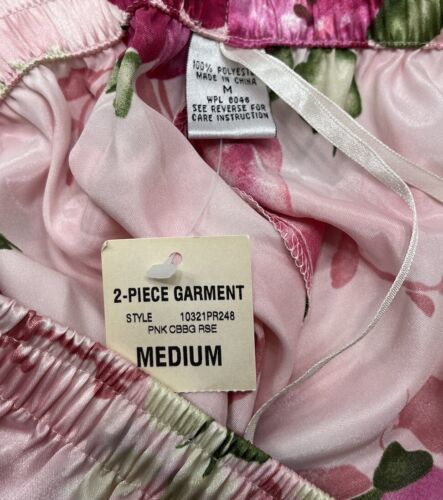 100% POLYESTER
MADE IN CHINA
M
WPL 6046
SEE REVERSE FOR
CARE INSTRUCTION
2-PIECE GARMENT
STYLE 10321PR248
PNK CBBG RSE
MEDIUM